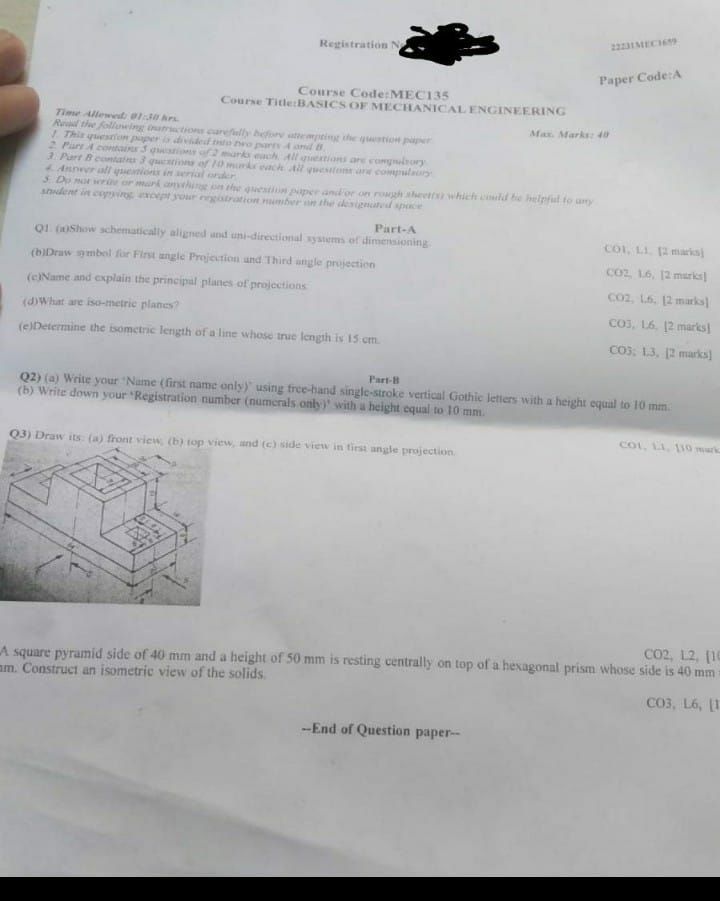 Registration N
22231MEC1659
Paper Code:A
Course Code:MEC135
Course Title:BASICS OF MECHANICAL ENGINEERING
Time Allowed: 01:30 hrs.
Max. Marks: 40
Read the following instructions carefully before attempting the question paper.
1. This question paper is divided into two parts A and B.
2. Part A contains 5 questions of 2 marks each. All questions are compulsory.
3. Part B contains 3 questions of 10 marks each. All questions are compulsory.
4. Answer all questions in serial order.
5. Do not write or mark anything on the question paper and/or on rough sheet(s) which could be helpful to any
student in copying, except your registration number on the designated space.
Part-A
Q1. (a)Show schematically aligned and uni-directional systems of dimensioning.
CO1, L1, [2 marks]
(b)Draw symbol for First angle Projection and Third angle projection
CO2, L6, [2 marks]
(c)Name and explain the principal planes of projections.
CO2, L6, [2 marks]
(d)What are iso-metric planes?
CO3, L6, [2 marks]
(e)Determine the isometric length of a line whose true length is 15 cm.
CO3; L3, [2 marks]
Part-B
Q2) (a) Write your 'Name (first name only)' using free-hand single-stroke vertical Gothic letters with a height equal to 10 mm.
(b) Write down your 'Registration number (numerals only)' with a height equal to 10 mm.
CO1, L1, [10 mark
Q3) Draw its: (a) front view, (b) top view, and (c) side view in first angle projection.
CO2, L2, [10
A square pyramid side of 40 mm and a height of 50 mm is resting centrally on top of a hexagonal prism whose side is 40 mm
mm. Construct an isometric view of the solids.
CO3, L6, [1
--End of Question paper--